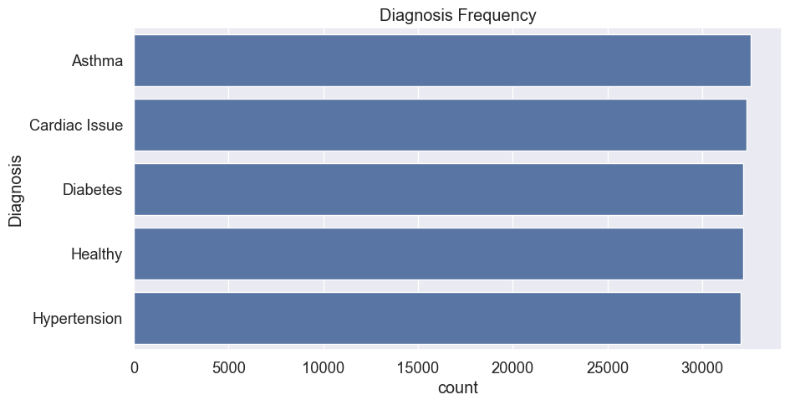 Diagnosis Frequency
Asthma
Cardiac Issue
Diabetes
Healthy
Hypertension
Diagnosis
0 5000 10000 15000 20000 25000 30000
count